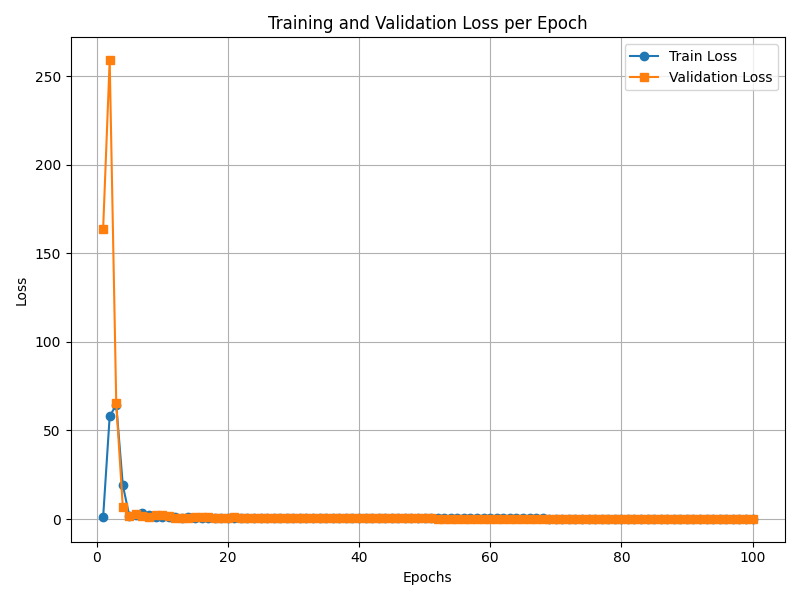 Training and Validation Loss per Epoch
Train Loss
Validation Loss
250
200
150
100
50
0
Loss
0 20 40 60 80 100
Epochs